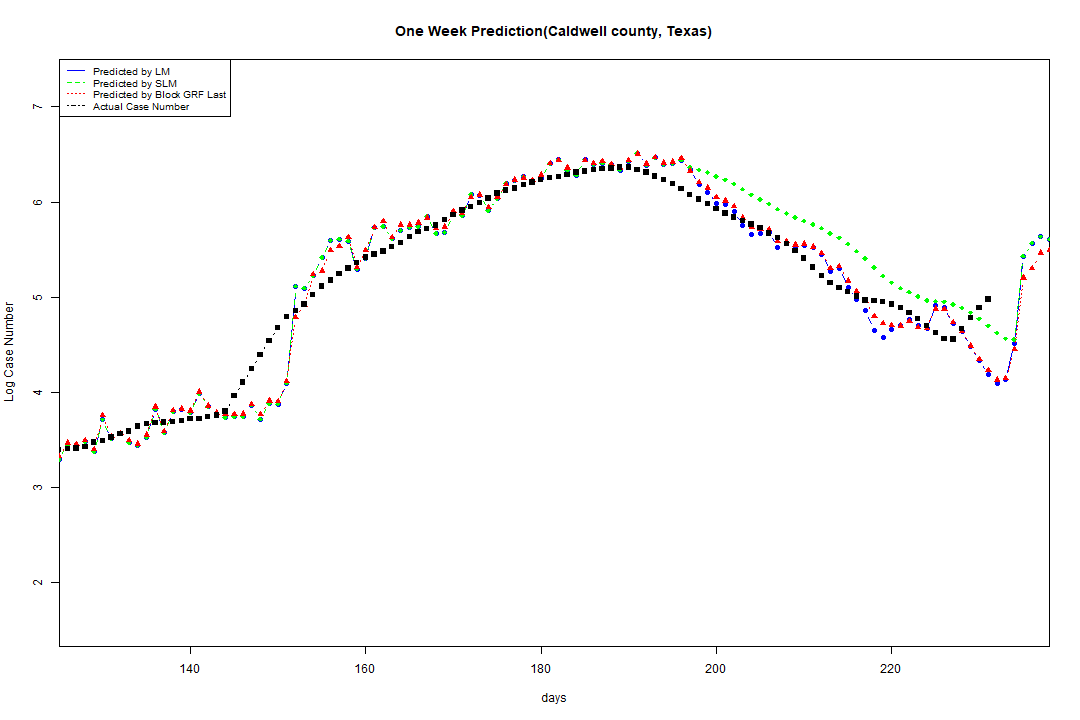 One Week Prediction(Caldwell county, Texas)
Predicted by LM
Predicted by SLM
Predicted by Block GRF Last
Actual Case Number
7
6
5
4
3
2
Log Case Number
140 160 180 200 220
days